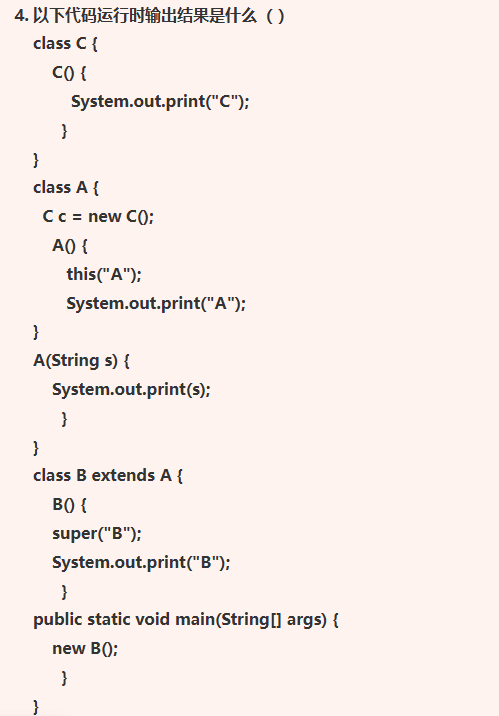 4. 以下代码运行时输出结果是什么（ ）
class C {
C() {
System.out.print("C");
}
}
class A {
C c = new C();
A() {
this("A");
System.out.print("A");
}
A(String s) {
System.out.print(s);
}
}
class B extends A {
B() {
super("B");
System.out.print("B");
}
public static void main(String[] args) {
new B();
}
}